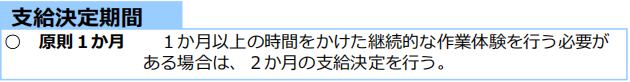 支給決定期間
○　原則１か月　　１か月以上の時間をかけた継続的な作業体験を行う必要が
ある場合は、２か月の支給決定を行う。